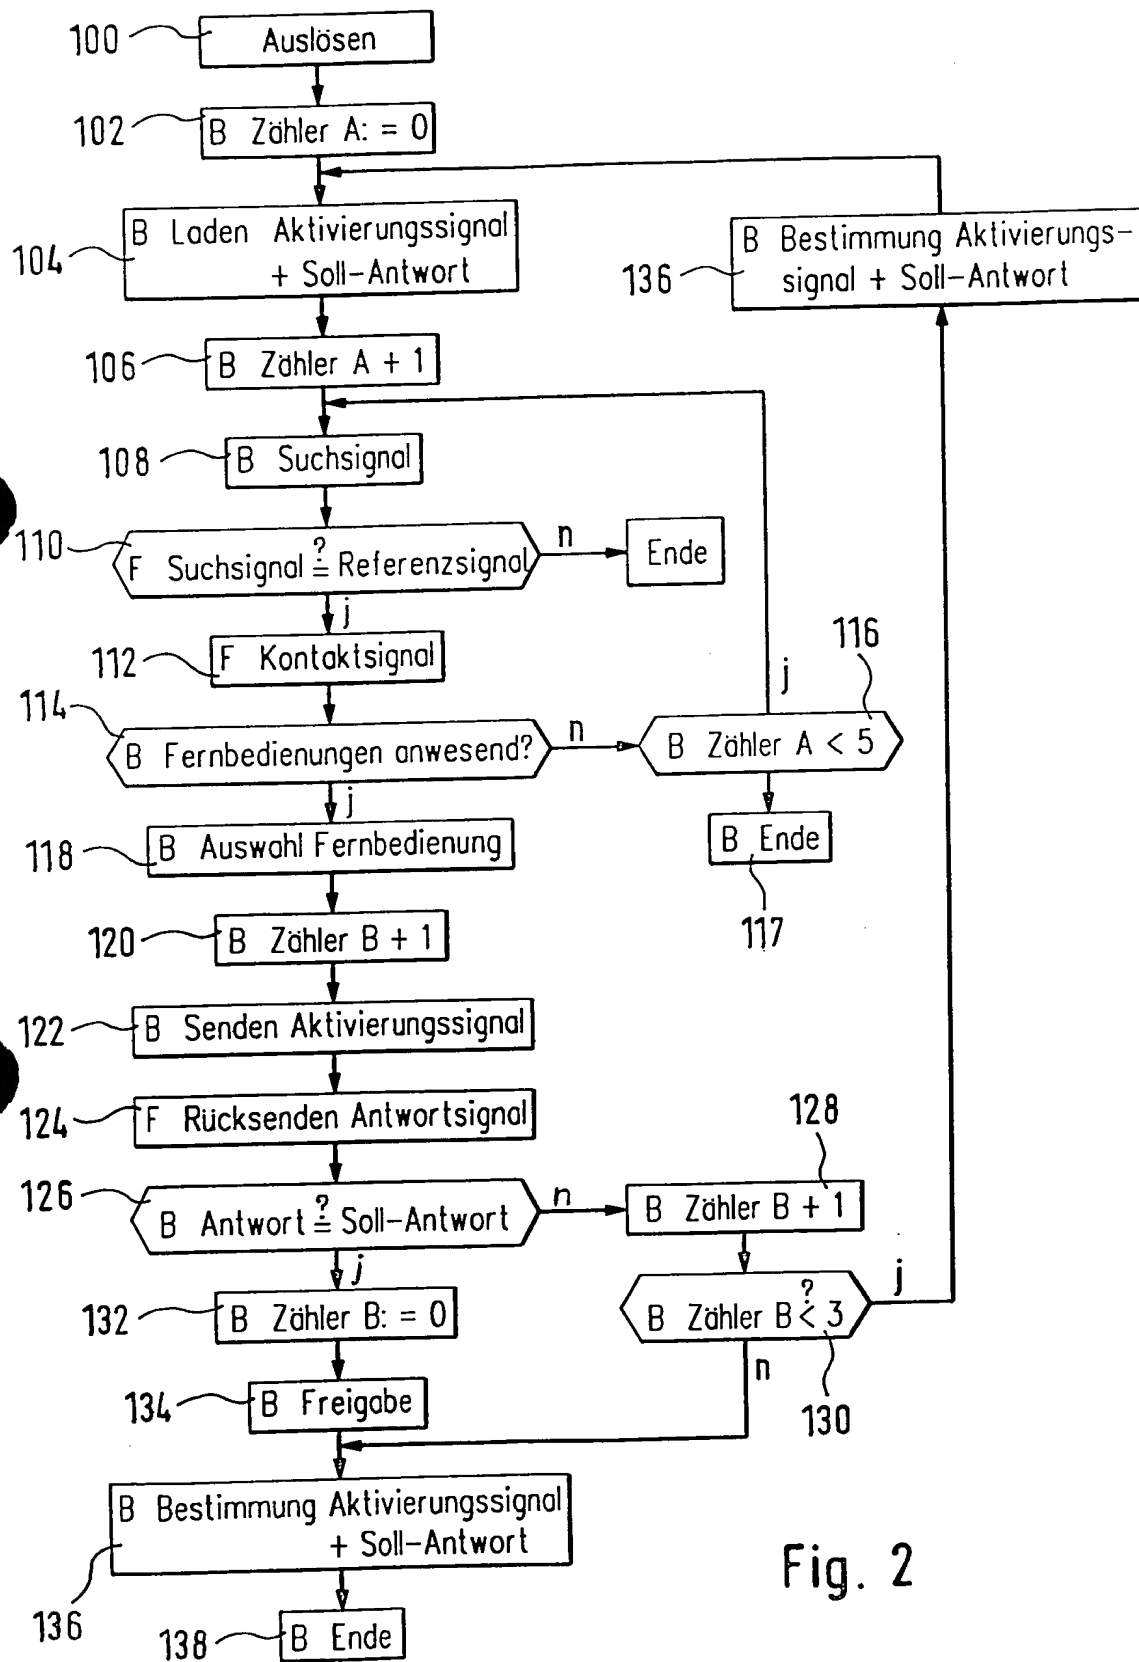 100
Auslösen
102
B Zähler A: = 0
104
B Laden Aktivierungssignal
+ Soll-Antwort
136
B Bestimmung Aktivierungs-
signal + Soll-Antwort
106
B Zähler A + 1
108
B Suchsignal
110
F Suchsignal ≟ Referenzsignal
n
Ende
j
112
F Kontaktsignal
114
B Fernbedienungen anwesend?
n
116
j
B Zähler A < 5
j
B Ende
117
118
B Auswahl Fernbedienung
120
B Zähler B + 1
122
B Senden Aktivierungssignal
124
F Rücksenden Antwortsignal
126
B Antwort ≟ Soll-Antwort
n
128
B Zähler B + 1
j
?
B Zähler B < 3
j
n
130
132
B Zähler B: = 0
134
B Freigabe
136
B Bestimmung Aktivierungssignal
+ Soll-Antwort
138
B Ende
Fig. 2